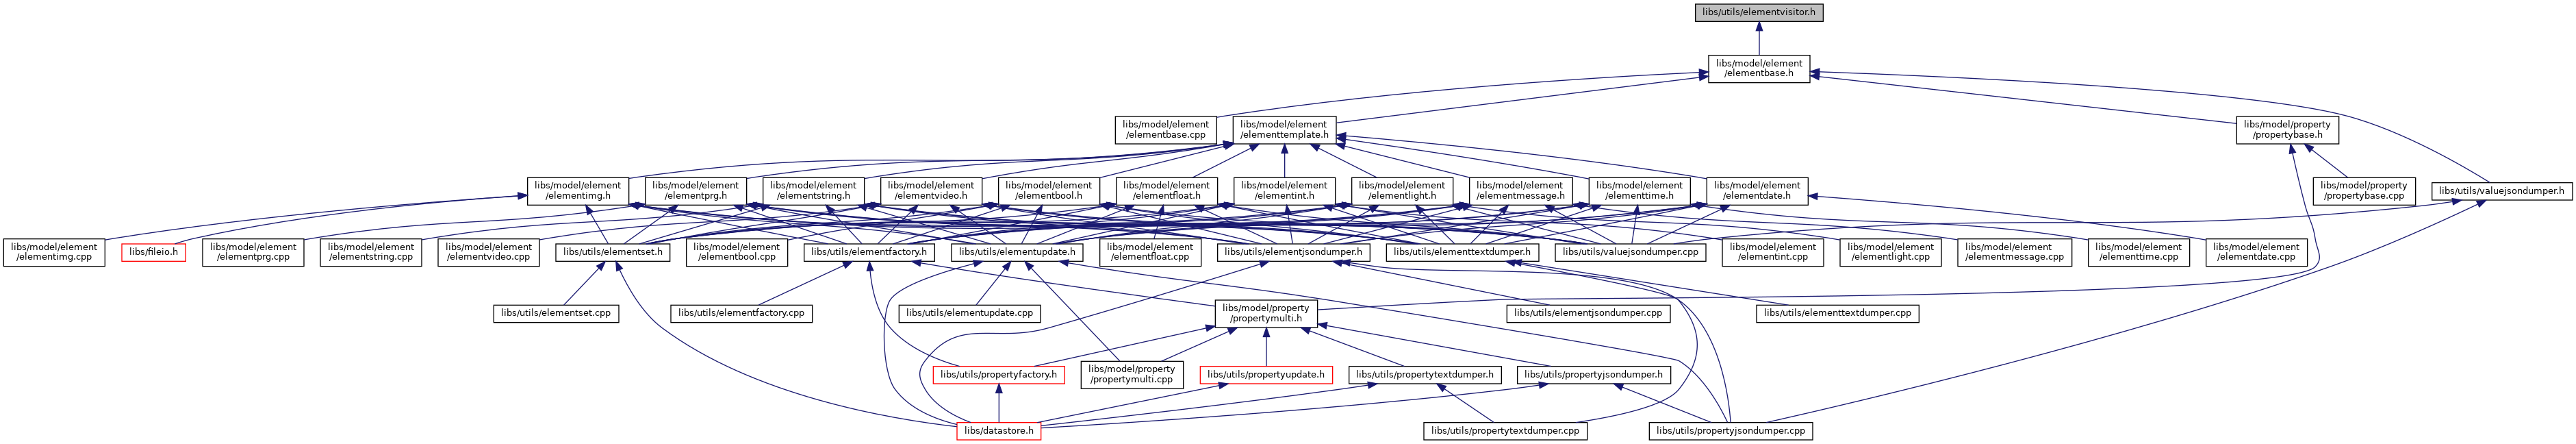 libs/utils/elementvisitor.h
libs/model/element
/elementbase.h
libs/model/element
/elementbase.cpp
libs/model/element
/elementtemplate.h
libs/model/property
/propertybase.h
libs/model/element
/elementimg.h
libs/model/element
/elementprg.h
libs/model/element
/elementstring.h
libs/model/element
/elementvideo.h
libs/model/element
/elementbool.h
libs/model/element
/elementfloat.h
libs/model/element
/elementint.h
libs/model/element
/elementlight.h
libs/model/element
/elementmessage.h
libs/model/element
/elementtime.h
libs/model/element
/elementdate.h
libs/model/property
/propertybase.cpp
libs/utils/valuejsondumper.h
libs/model/element
/elementimg.cpp
libs/fileio.h
libs/model/element
/elementprg.cpp
libs/model/element
/elementstring.cpp
libs/model/element
/elementvideo.cpp
libs/utils/elementset.h
libs/model/element
/elementbool.cpp
libs/utils/elementfactory.h
libs/utils/elementupdate.h
libs/model/element
/elementfloat.cpp
libs/utils/elementjsondumper.h
libs/utils/elementtextdumper.h
libs/utils/valuejsondumper.cpp
libs/model/element
/elementint.cpp
libs/model/element
/elementlight.cpp
libs/model/element
/elementmessage.cpp
libs/model/element
/elementtime.cpp
libs/model/element
/elementdate.cpp
libs/utils/elementset.cpp
libs/utils/elementfactory.cpp
libs/utils/elementupdate.cpp
libs/model/property
/propertymulti.h
libs/utils/elementjsondumper.cpp
libs/utils/elementtextdumper.cpp
libs/utils/propertyfactory.h
libs/model/property
/propertymulti.cpp
libs/utils/propertyupdate.h
libs/utils/propertytextdumper.h
libs/utils/propertyjsondumper.h
libs/datastore.h
libs/utils/propertytextdumper.cpp
libs/utils/propertyjsondumper.cpp